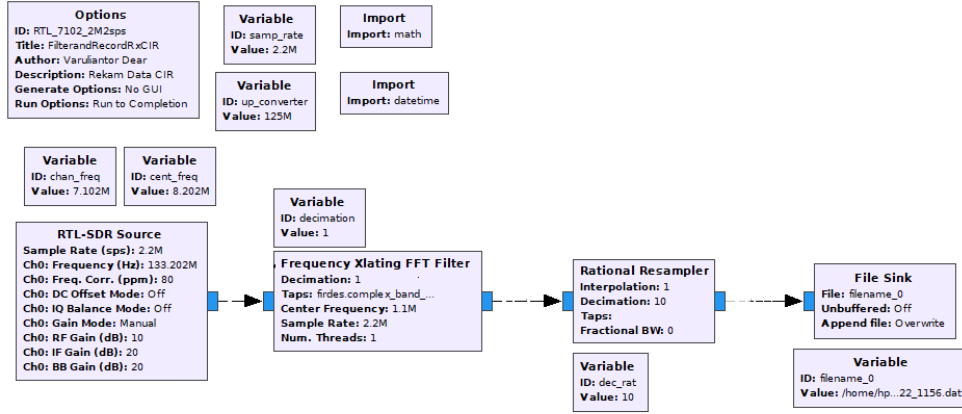 Options
ID: RTL_7102_2M2sps
Title: FilterandRecordRxCIR
Author: Varuliantor Dear
Description: Rekam Data CIR
Generate Options: No GUI
Run Options: Run to Completion
Variable
ID: samp_rate
Value: 2.2M
Import
Import: math
Variable
ID: up_converter
Value: 125M
Import
Import: datetime
Variable
ID: chan_freq
Value: 7.102M
Variable
ID: cent_freq
Value: 8.202M
Variable
ID: decimation
Value: 1
RTL-SDR Source
Sample Rate (sps): 2.2M
Ch0: Frequency (Hz): 133.202M
Ch0: Freq. Corr. (ppm): 80
Ch0: DC Offset Mode: Off
Ch0: IQ Balance Mode: Off
Ch0: Gain Mode: Manual
Ch0: RF Gain (dB): 10
Ch0: IF Gain (dB): 20
Ch0: BB Gain (dB): 20
Frequency Xlating FFT Filter
Decimation: 1
Taps: firdes.complex_band_...
Center Frequency: 1.1M
Sample Rate: 2.2M
Num. Threads: 1
Rational Resampler
Interpolation: 1
Decimation: 10
Taps:
Fractional BW: 0
File Sink
File: filename_0
Unbuffered: Off
Append file: Overwrite
Variable
ID: dec_rat
Value: 10
Variable
ID: filename_0
Value: /home/hp...22_1156.dat